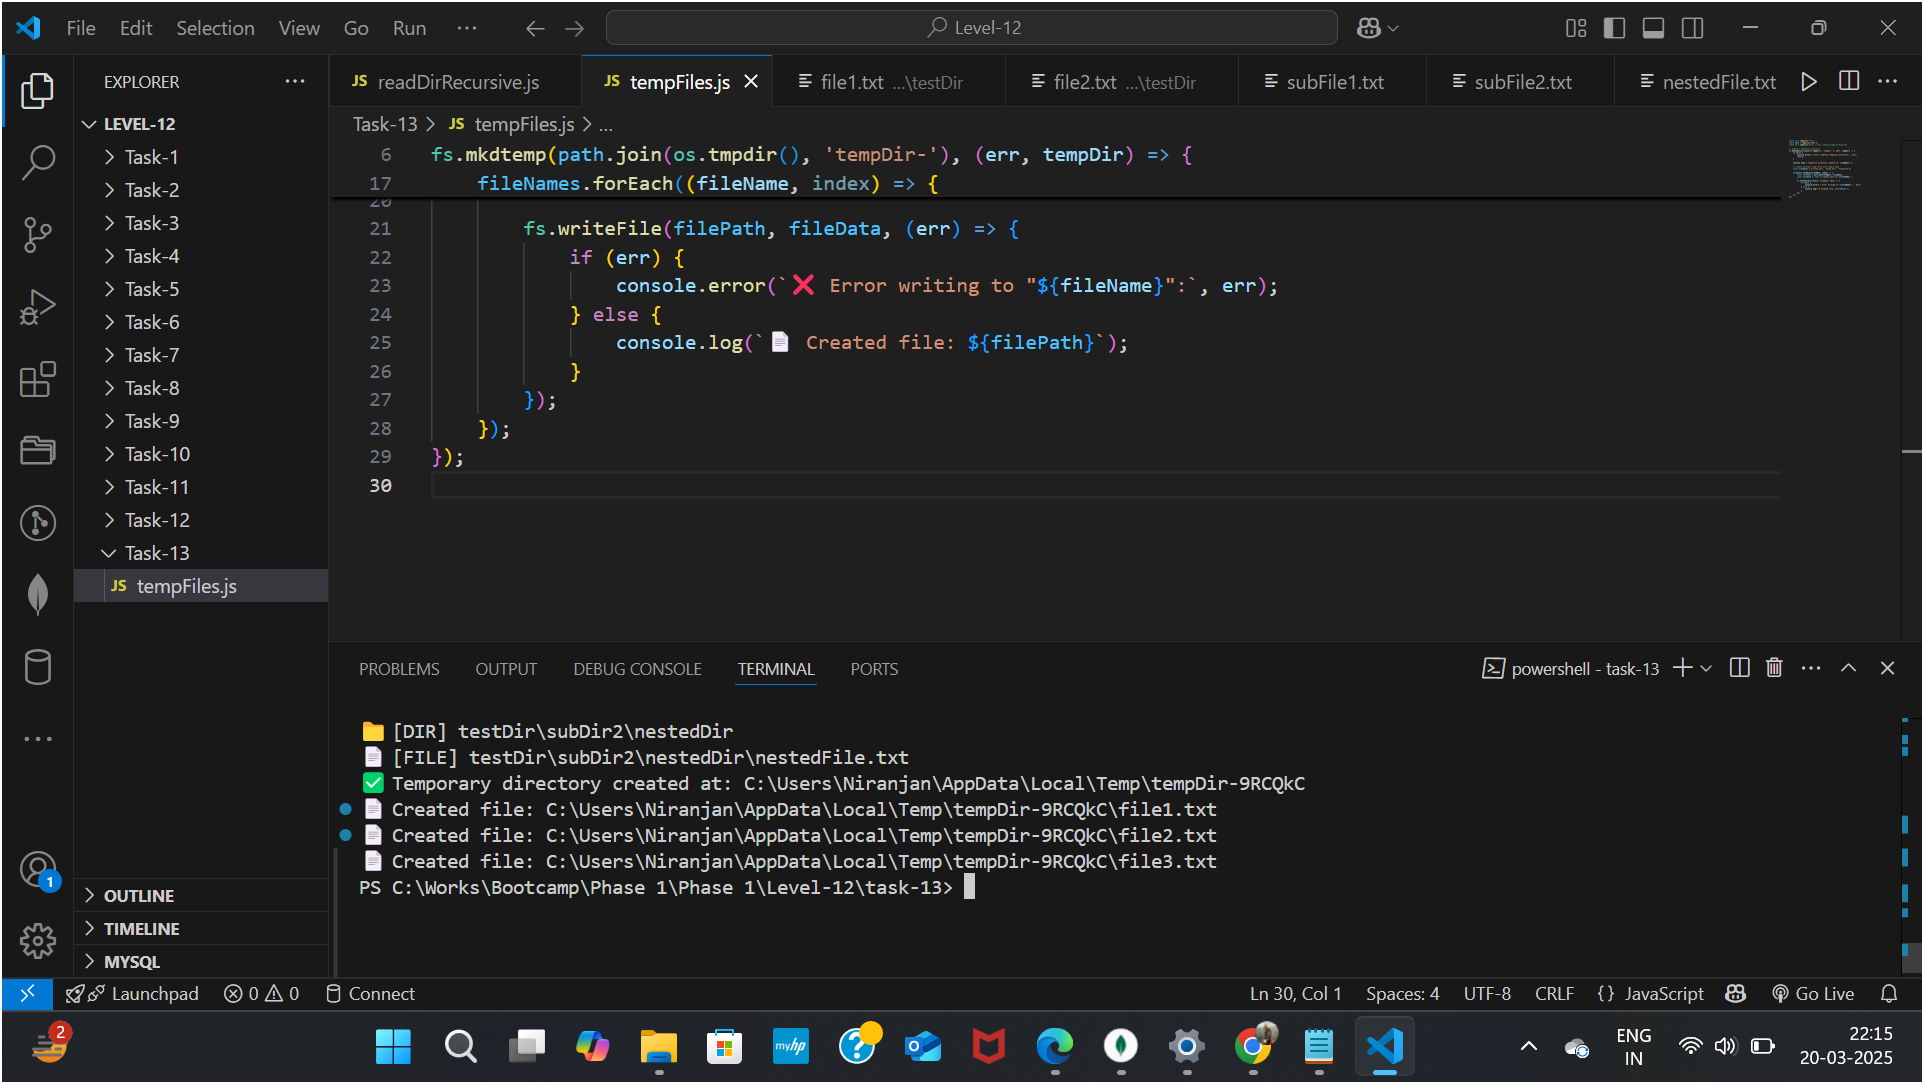 File Edit Selection View Go Run ··· Level-12
EXPLORER ···
readDirRecursive.js
JS tempFiles.js
file1.txt ...\testDir
file2.txt ...\testDir
subFile1.txt
subFile2.txt
nestedFile.txt
LEVEL-12
Task-1
Task-2
Task-3
Task-4
Task-5
Task-6
Task-7
Task-8
Task-9
Task-10
Task-11
Task-12
Task-13
JS tempFiles.js
OUTLINE
TIMELINE
MYSQL
1
Task-13 > JS tempFiles.js > ...
6 fs.mkdtemp(path.join(os.tmpdir(), 'tempDir-'), (err, tempDir) => {
17 fileNames.forEach((fileName, index) => {
20
21 fs.writeFile(filePath, fileData, (err) => {
22 if (err) {
23 console.error(`❌ Error writing to "${fileName}":`, err);
24 } else {
25 console.log(`📄 Created file: ${filePath}`);
26 }
27 });
28 });
29 });
30
PROBLEMS OUTPUT DEBUG CONSOLE TERMINAL PORTS
powershell - task-13
📁 [DIR] testDir\subDir2\nestedDir
📄 [FILE] testDir\subDir2\nestedDir\nestedFile.txt
✅ Temporary directory created at: C:\Users\Niranjan\AppData\Local\Temp\tempDir-9RCQkC
📄 Created file: C:\Users\Niranjan\AppData\Local\Temp\tempDir-9RCQkC\file1.txt
📄 Created file: C:\Users\Niranjan\AppData\Local\Temp\tempDir-9RCQkC\file2.txt
📄 Created file: C:\Users\Niranjan\AppData\Local\Temp\tempDir-9RCQkC\file3.txt
PS C:\Works\Bootcamp\Phase 1\Phase 1\Level-12\task-13>
Launchpad 0 0 Connect
Ln 30, Col 1 Spaces: 4 UTF-8 CRLF {} JavaScript Go Live
2
myhp
ENG
IN
22:15
20-03-2025